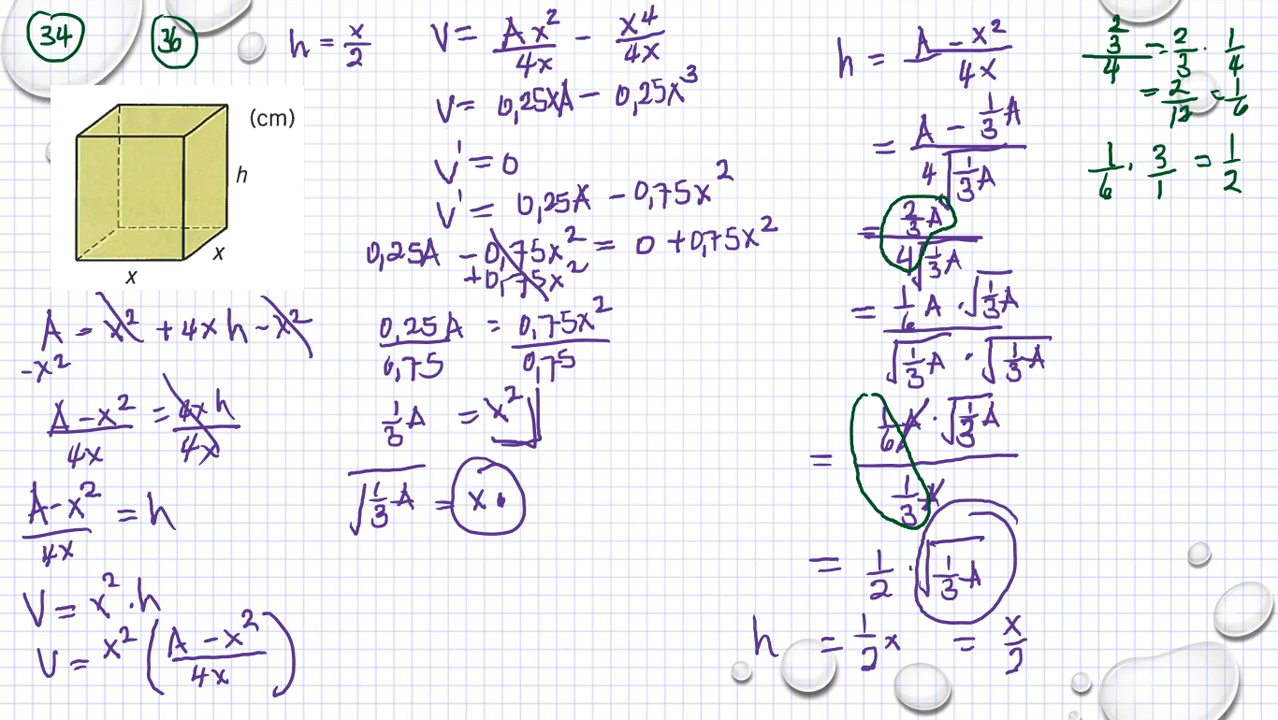 34
36
h = x/2
(cm)
h
x
x
A = x² + 4xh - x²
-x²
(A - x²)/4x = 4xh/4x
(A - x²)/4x = h
V = x² · h
V = x² ((A - x²)/4x)
V = Ax²/4x - x⁴/4x
V = 0,25xA - 0,25x³
V' = 0
V' = 0,25A - 0,75x²
0,25A - 0,75x² = 0 + 0,75x²
+0,75x²
0,25A/0,75 = 0,75x²/0,75
1/3 A = x²
√(1/3 A) = x
h = (A - x²)/4x
= (A - 1/3 A)/(4√(1/3 A))
= (2/3 A)/(4√(1/3 A))
= (1/6 A · √(1/3 A))/(√(1/3 A) · √(1/3 A))
= (1/6 A · √(1/3 A))/(1/3 A)
= 1/2 · √(1/3 A)
h = 1/2 x = x/2
(2/3)/4 = 2/3 · 1/4
= 2/12 = 1/6
1/6 · 3/1 = 1/2